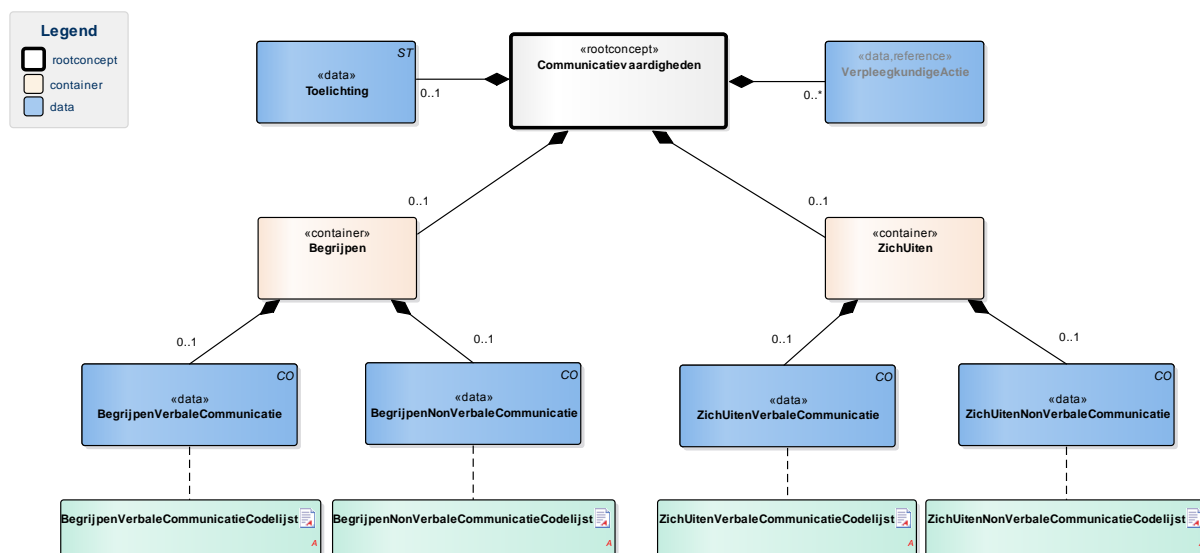 Legend
rootconcept
container
data
ST
«data»
Toelichting
0..1
«rootconcept»
Communicatievaardigheden
«data,reference»
VerpleegkundigeActie
0..*
0..1
0..1
«container»
Begrijpen
«container»
ZichUiten
0..1
0..1
0..1
0..1
CO
«data»
BegrijpenVerbaleCommunicatie
CO
«data»
BegrijpenNonVerbaleCommunicatie
CO
«data»
ZichUitenVerbaleCommunicatie
CO
«data»
ZichUitenNonVerbaleCommunicatie
BegrijpenVerbaleCommunicatieCodelijst
A
BegrijpenNonVerbaleCommunicatieCodelijst
A
ZichUitenVerbaleCommunicatieCodelijst
A
ZichUitenNonVerbaleCommunicatieCodelijst
A